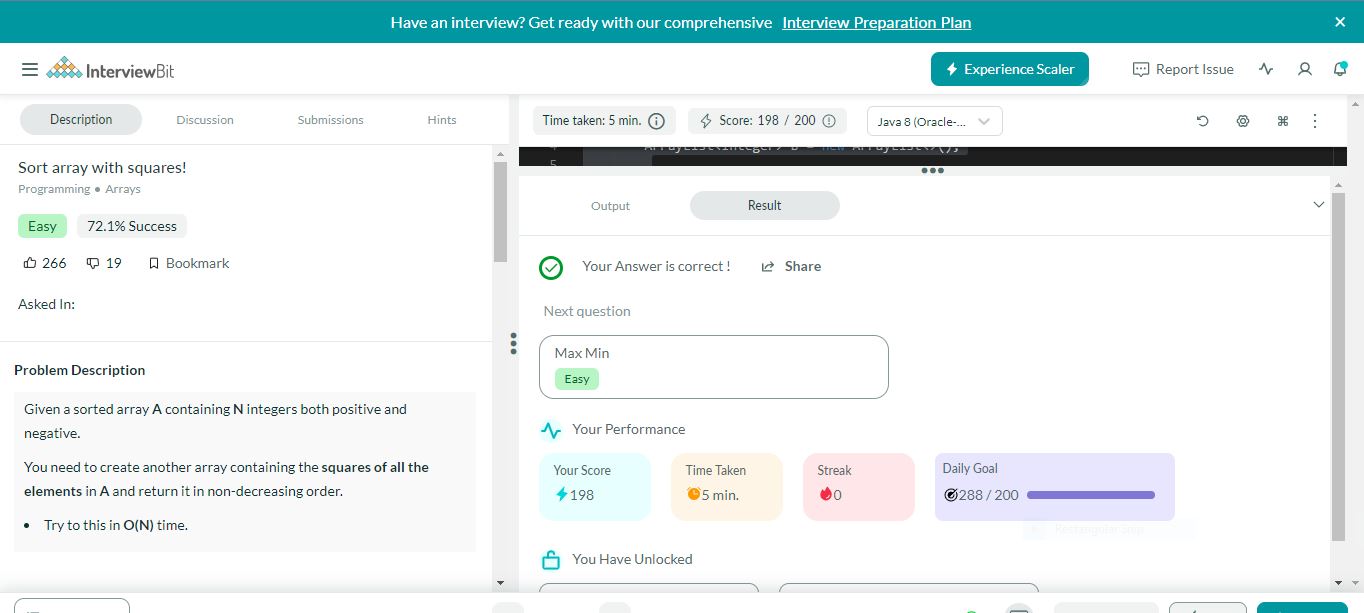 Have an interview? Get ready with our comprehensive Interview Preparation Plan
InterviewBit
Experience Scaler
Report Issue
Description
Discussion
Submissions
Hints
Sort array with squares!
Programming • Arrays
Easy
72.1% Success
266
19
Bookmark
Asked In:
Problem Description
Given a sorted array A containing N integers both positive and
negative.
You need to create another array containing the squares of all the
elements in A and return it in non-decreasing order.
• Try to this in O(N) time.
Time taken: 5 min.
Score: 198 / 200
Java 8 (Oracle-...
5
Output
Result
Your Answer is correct !
Share
Next question
Max Min
Easy
Your Performance
Your Score
198
Time Taken
5 min.
Streak
0
Daily Goal
288 / 200
Rectangular Snip
You Have Unlocked